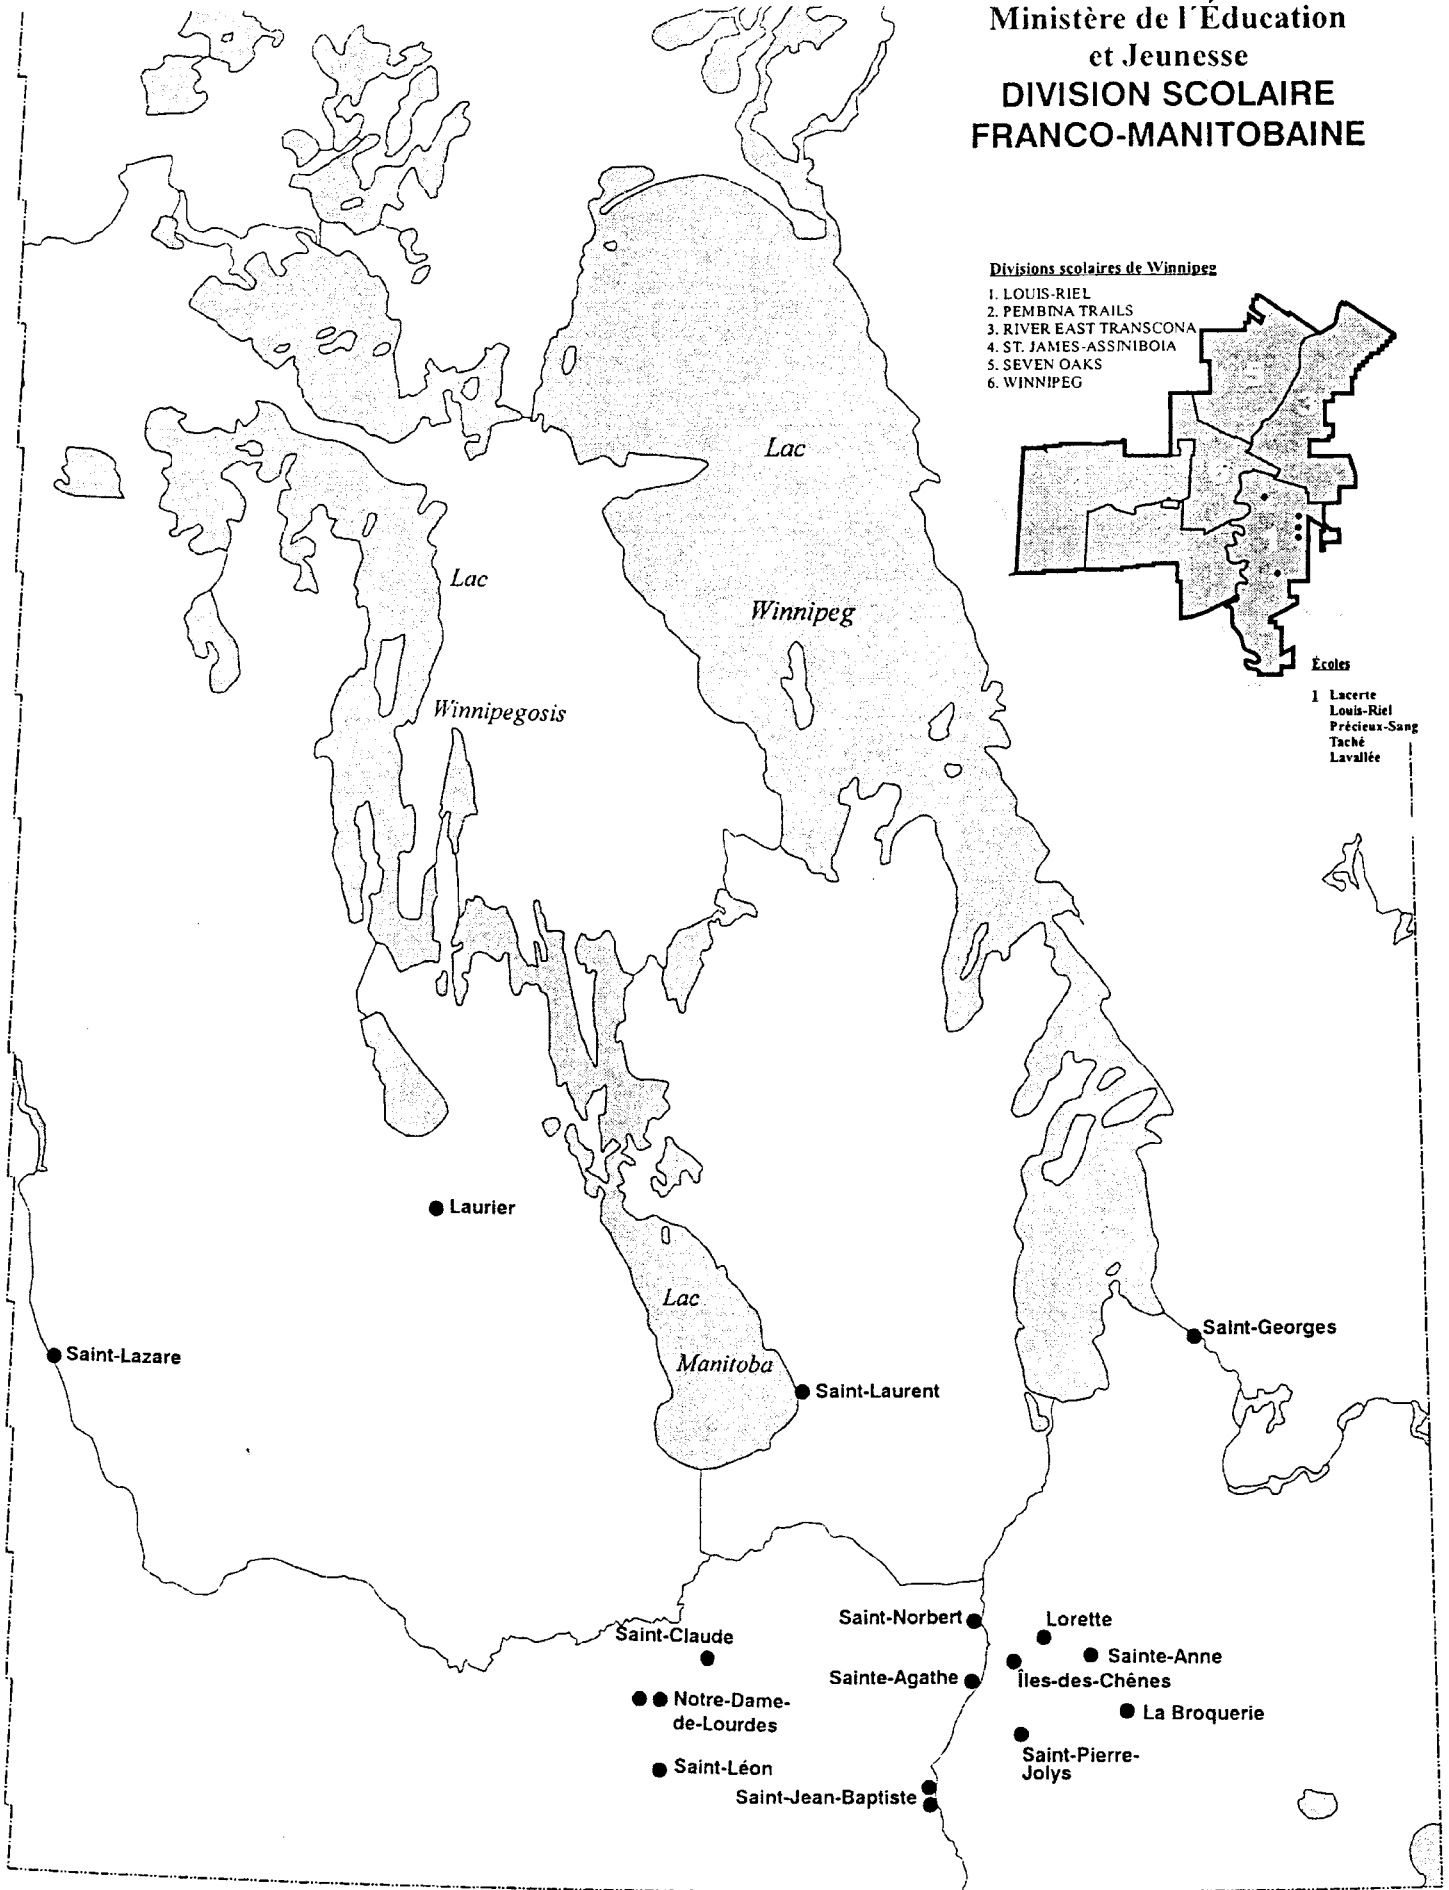 Ministère de l'Éducation
et Jeunesse
DIVISION SCOLAIRE
FRANCO-MANITOBAINE
Divisions scolaires de Winnipeg
1. LOUIS-RIEL
2. PEMBINA TRAILS
3. RIVER EAST TRANSCONA
4. ST. JAMES-ASSINIBOIA
5. SEVEN OAKS
6. WINNIPEG
5
3
1
Écoles
1 Lacerte
Louis-Riel
Précieux-Sang
Taché
Lavallée
Lac
Winnipeg
Lac
Winnipegosis
Laurier
Lac
Manitoba
Saint-Georges
Saint-Lazare
Saint-Laurent
Saint-Norbert
Lorette
Saint-Claude
Sainte-Anne
Sainte-Agathe
Îles-des-Chênes
Notre-Dame-
de-Lourdes
La Broquerie
Saint-Pierre-
Jolys
Saint-Léon
Saint-Jean-Baptiste